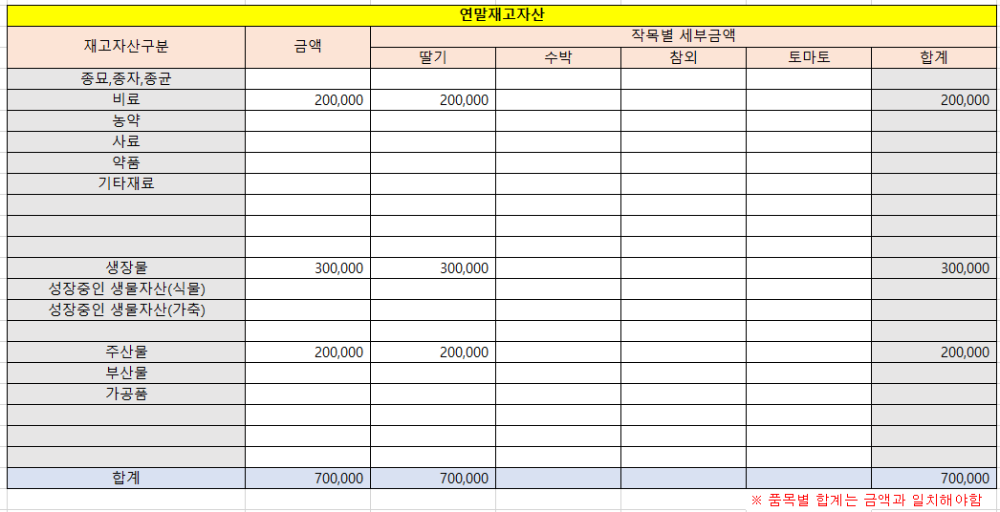 연말재고자산
재고자산구분 금액 작목별 세부금액
딸기 수박 참외 토마토 합계
종묘,종자,종균
비료 200,000 200,000 200,000
농약
사료
약품
기타재료
생장물 300,000 300,000 300,000
성장중인 생물자산(식물)
성장중인 생물자산(가축)
주산물 200,000 200,000 200,000
부산물
가공품
합계 700,000 700,000 700,000
※ 품목별 합계는 금액과 일치해야함